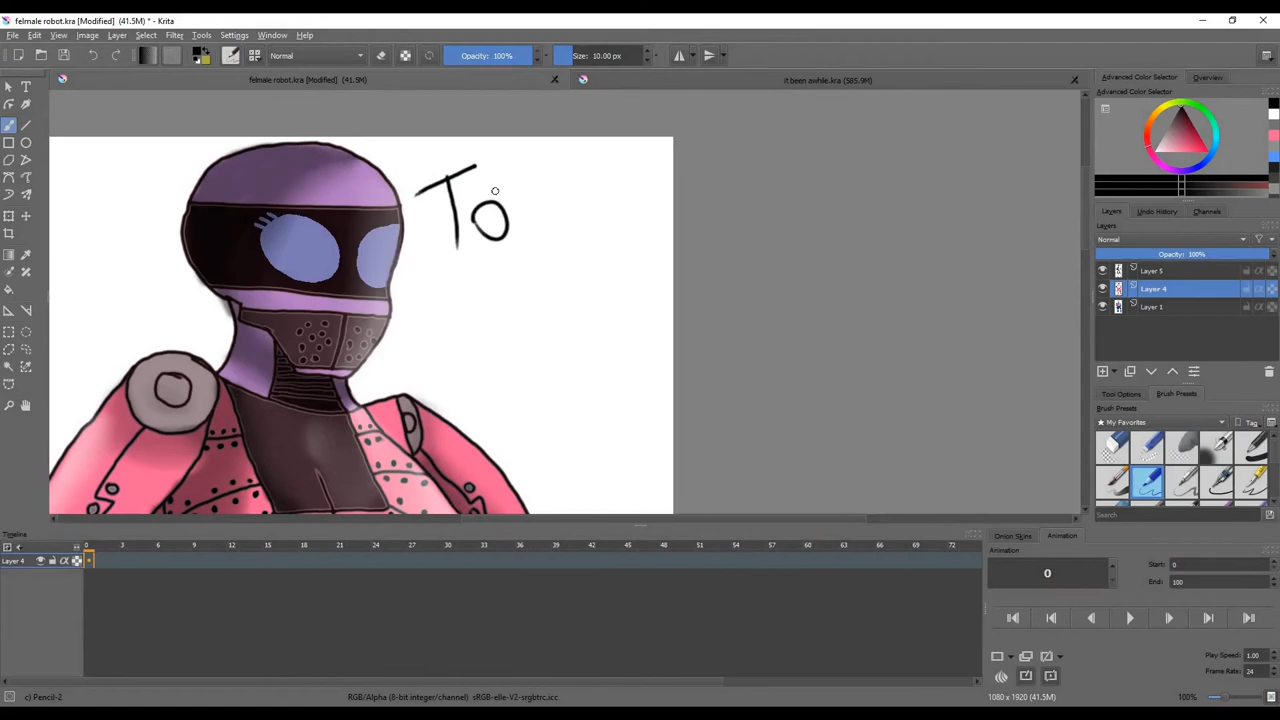 felmale robot.kra [Modified] (41.5M) * - Krita
File Edit View Image Layer Select Filter Tools Settings Window Help
Normal Opacity: 100% Size: 10.00 px
felmale robot.kra [Modified] (41.5M) it been awhile.kra (585.9M)
Advanced Color Selector Overview
Advanced Color Selector
To
Layers Undo History Channels
Layers
Normal
Opacity: 100%
Layer 5
Layer 4
Layer 1
Tool Options Brush Presets
Brush Presets
My Favorites Tag
Search
Timeline
0 3 6 9 12 15 18 21 24 27 30 33 36 39 42 45 48 51 54 57 60 63 66 69 72
Layer 4
Onion Skins Animation
Animation
0
Start: 0
End: 100
Play Speed: 1.00
Frame Rate: 24
c) Pencil-2 RGB/Alpha (8-bit integer/channel) sRGB-elle-V2-srgbtrc.icc 1080 x 1920 (41.5M) 100%